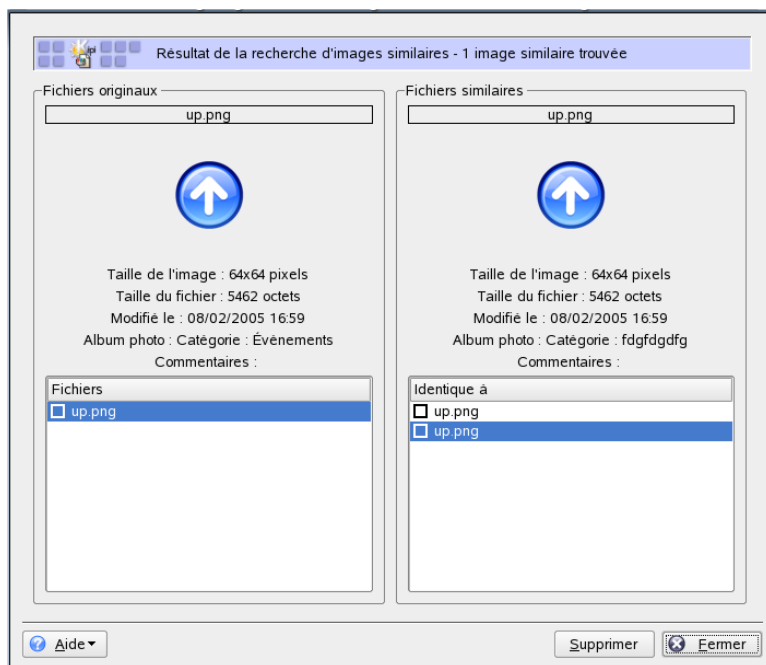 Résultat de la recherche d'images similaires - 1 image similaire trouvée
Fichiers originaux
up.png
Taille de l'image : 64x64 pixels
Taille du fichier : 5462 octets
Modifié le : 08/02/2005 16:59
Album photo : Catégorie : Évènements
Commentaires :
Fichiers
up.png
Fichiers similaires
up.png
Taille de l'image : 64x64 pixels
Taille du fichier : 5462 octets
Modifié le : 08/02/2005 16:59
Album photo : Catégorie : fdgfdgdfg
Commentaires :
Identique à
up.png
up.png
Aide
Supprimer
Fermer